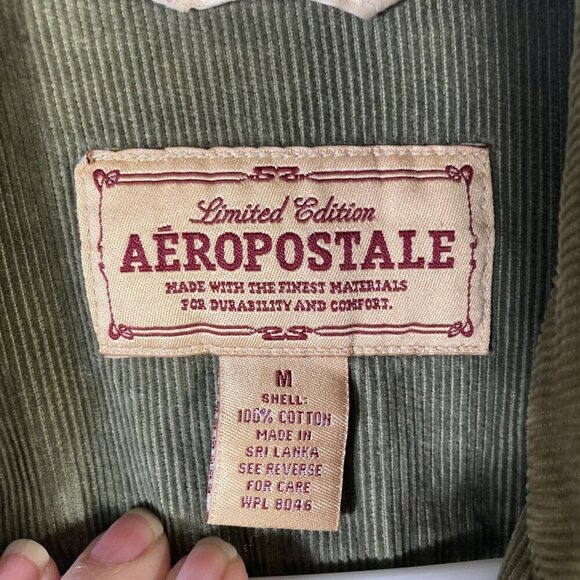 Limited Edition
AÉROPOSTALE
MADE WITH THE FINEST MATERIALS
FOR DURABILITY AND COMFORT.
M
SHELL:
100% COTTON
MADE IN
SRI LANKA
SEE REVERSE
FOR CARE
WPL 8046